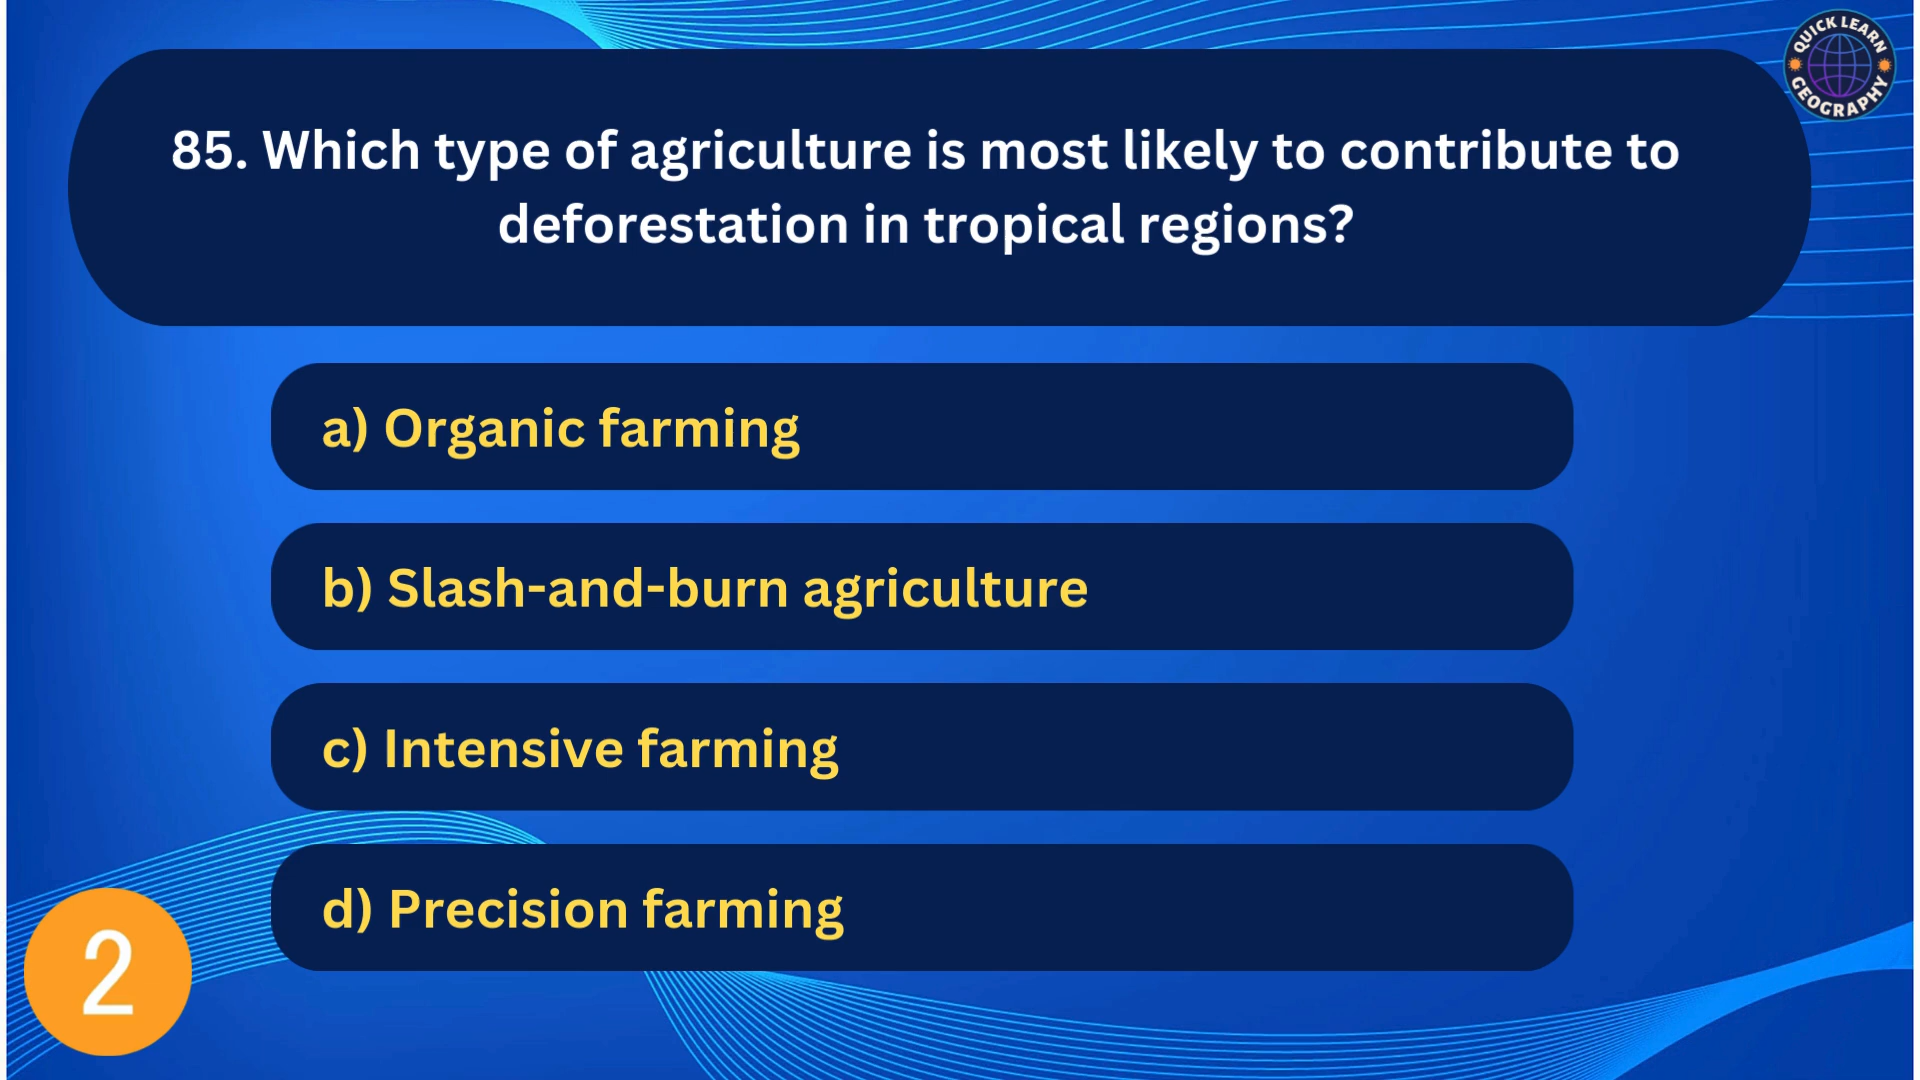 QUICK LEARN
GEOGRAPHY
85. Which type of agriculture is most likely to contribute to
deforestation in tropical regions?
a) Organic farming
b) Slash-and-burn agriculture
c) Intensive farming
d) Precision farming
2